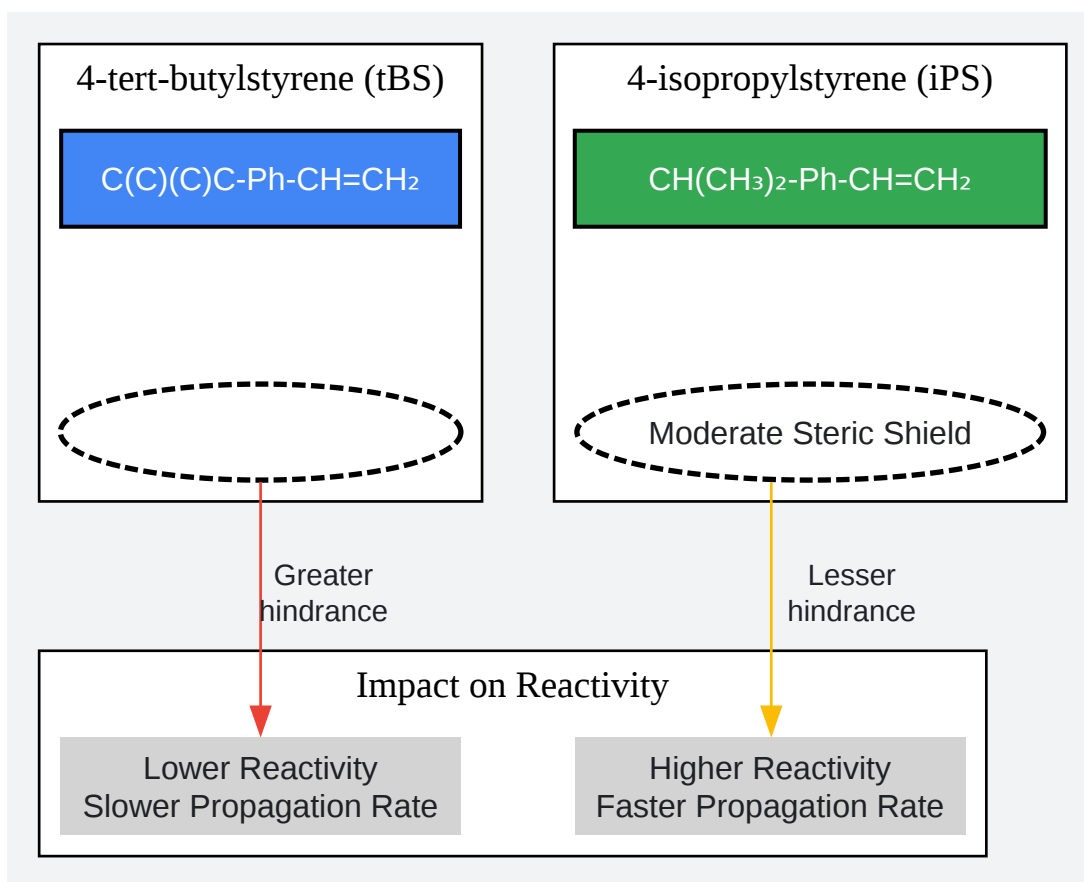 4-tert-butylstyrene (tBS)
C(C)(C)C-Ph-CH=CH₂
4-isopropylstyrene (iPS)
CH(CH₃)₂-Ph-CH=CH₂
Moderate Steric Shield
Greater
hindrance
Lesser
hindrance
Impact on Reactivity
Lower Reactivity
Slower Propagation Rate
Higher Reactivity
Faster Propagation Rate